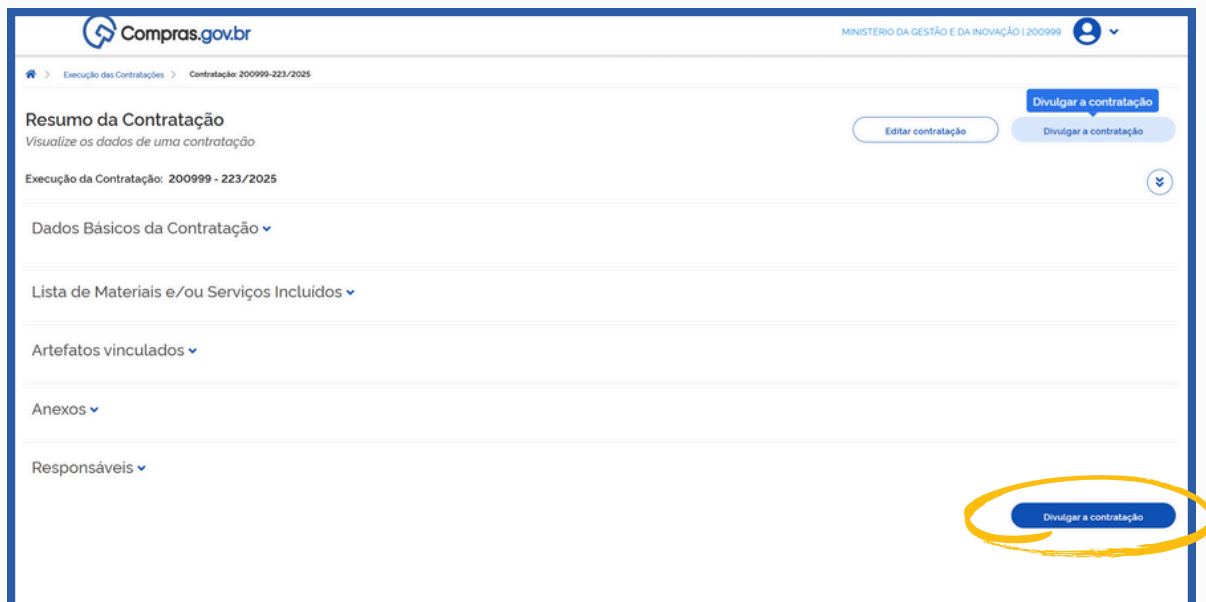 Compras.gov.br
MINISTÉRIO DA GESTÃO E DA INOVAÇÃO | 200999
Execução das Contratações > Contratação: 200999-223/2025
Divulgar a contratação
Resumo da Contratação
Visualize os dados de uma contratação
Editar contratação
Divulgar a contratação
Execução da Contratação: 200999 - 223/2025
Dados Básicos da Contratação
Lista de Materiais e/ou Serviços Incluídos
Artefatos vinculados
Anexos
Responsáveis
Divulgar a contratação